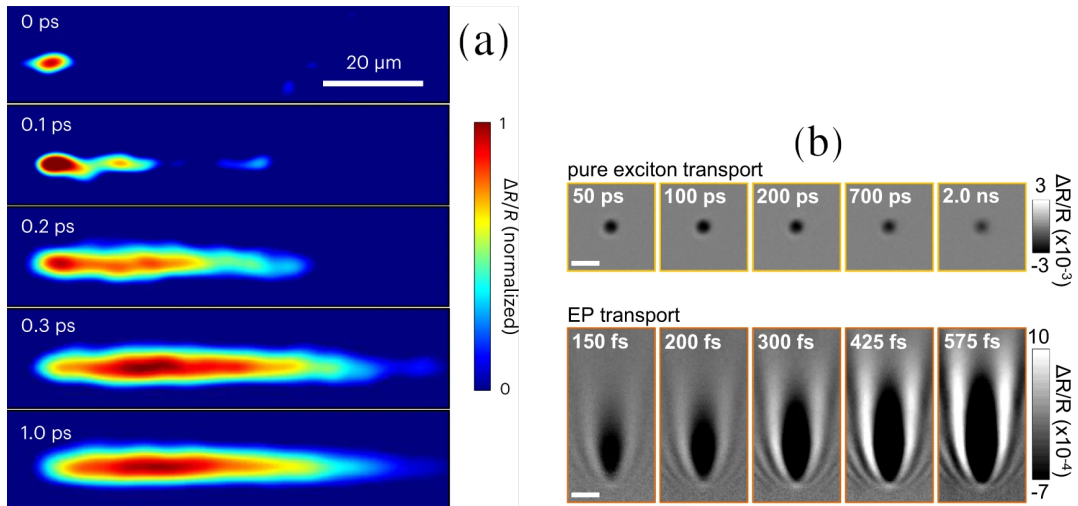 (a)
0 ps
20 µm
0.1 ps
0.2 ps
0.3 ps
1.0 ps
1
ΔR/R (normalized)
0
(b)
pure exciton transport
50 ps 100 ps 200 ps 700 ps 2.0 ns
3
ΔR/R (x10⁻³)
-3
EP transport
150 fs 200 fs 300 fs 425 fs 575 fs
10
ΔR/R (x10⁻⁴)
-7